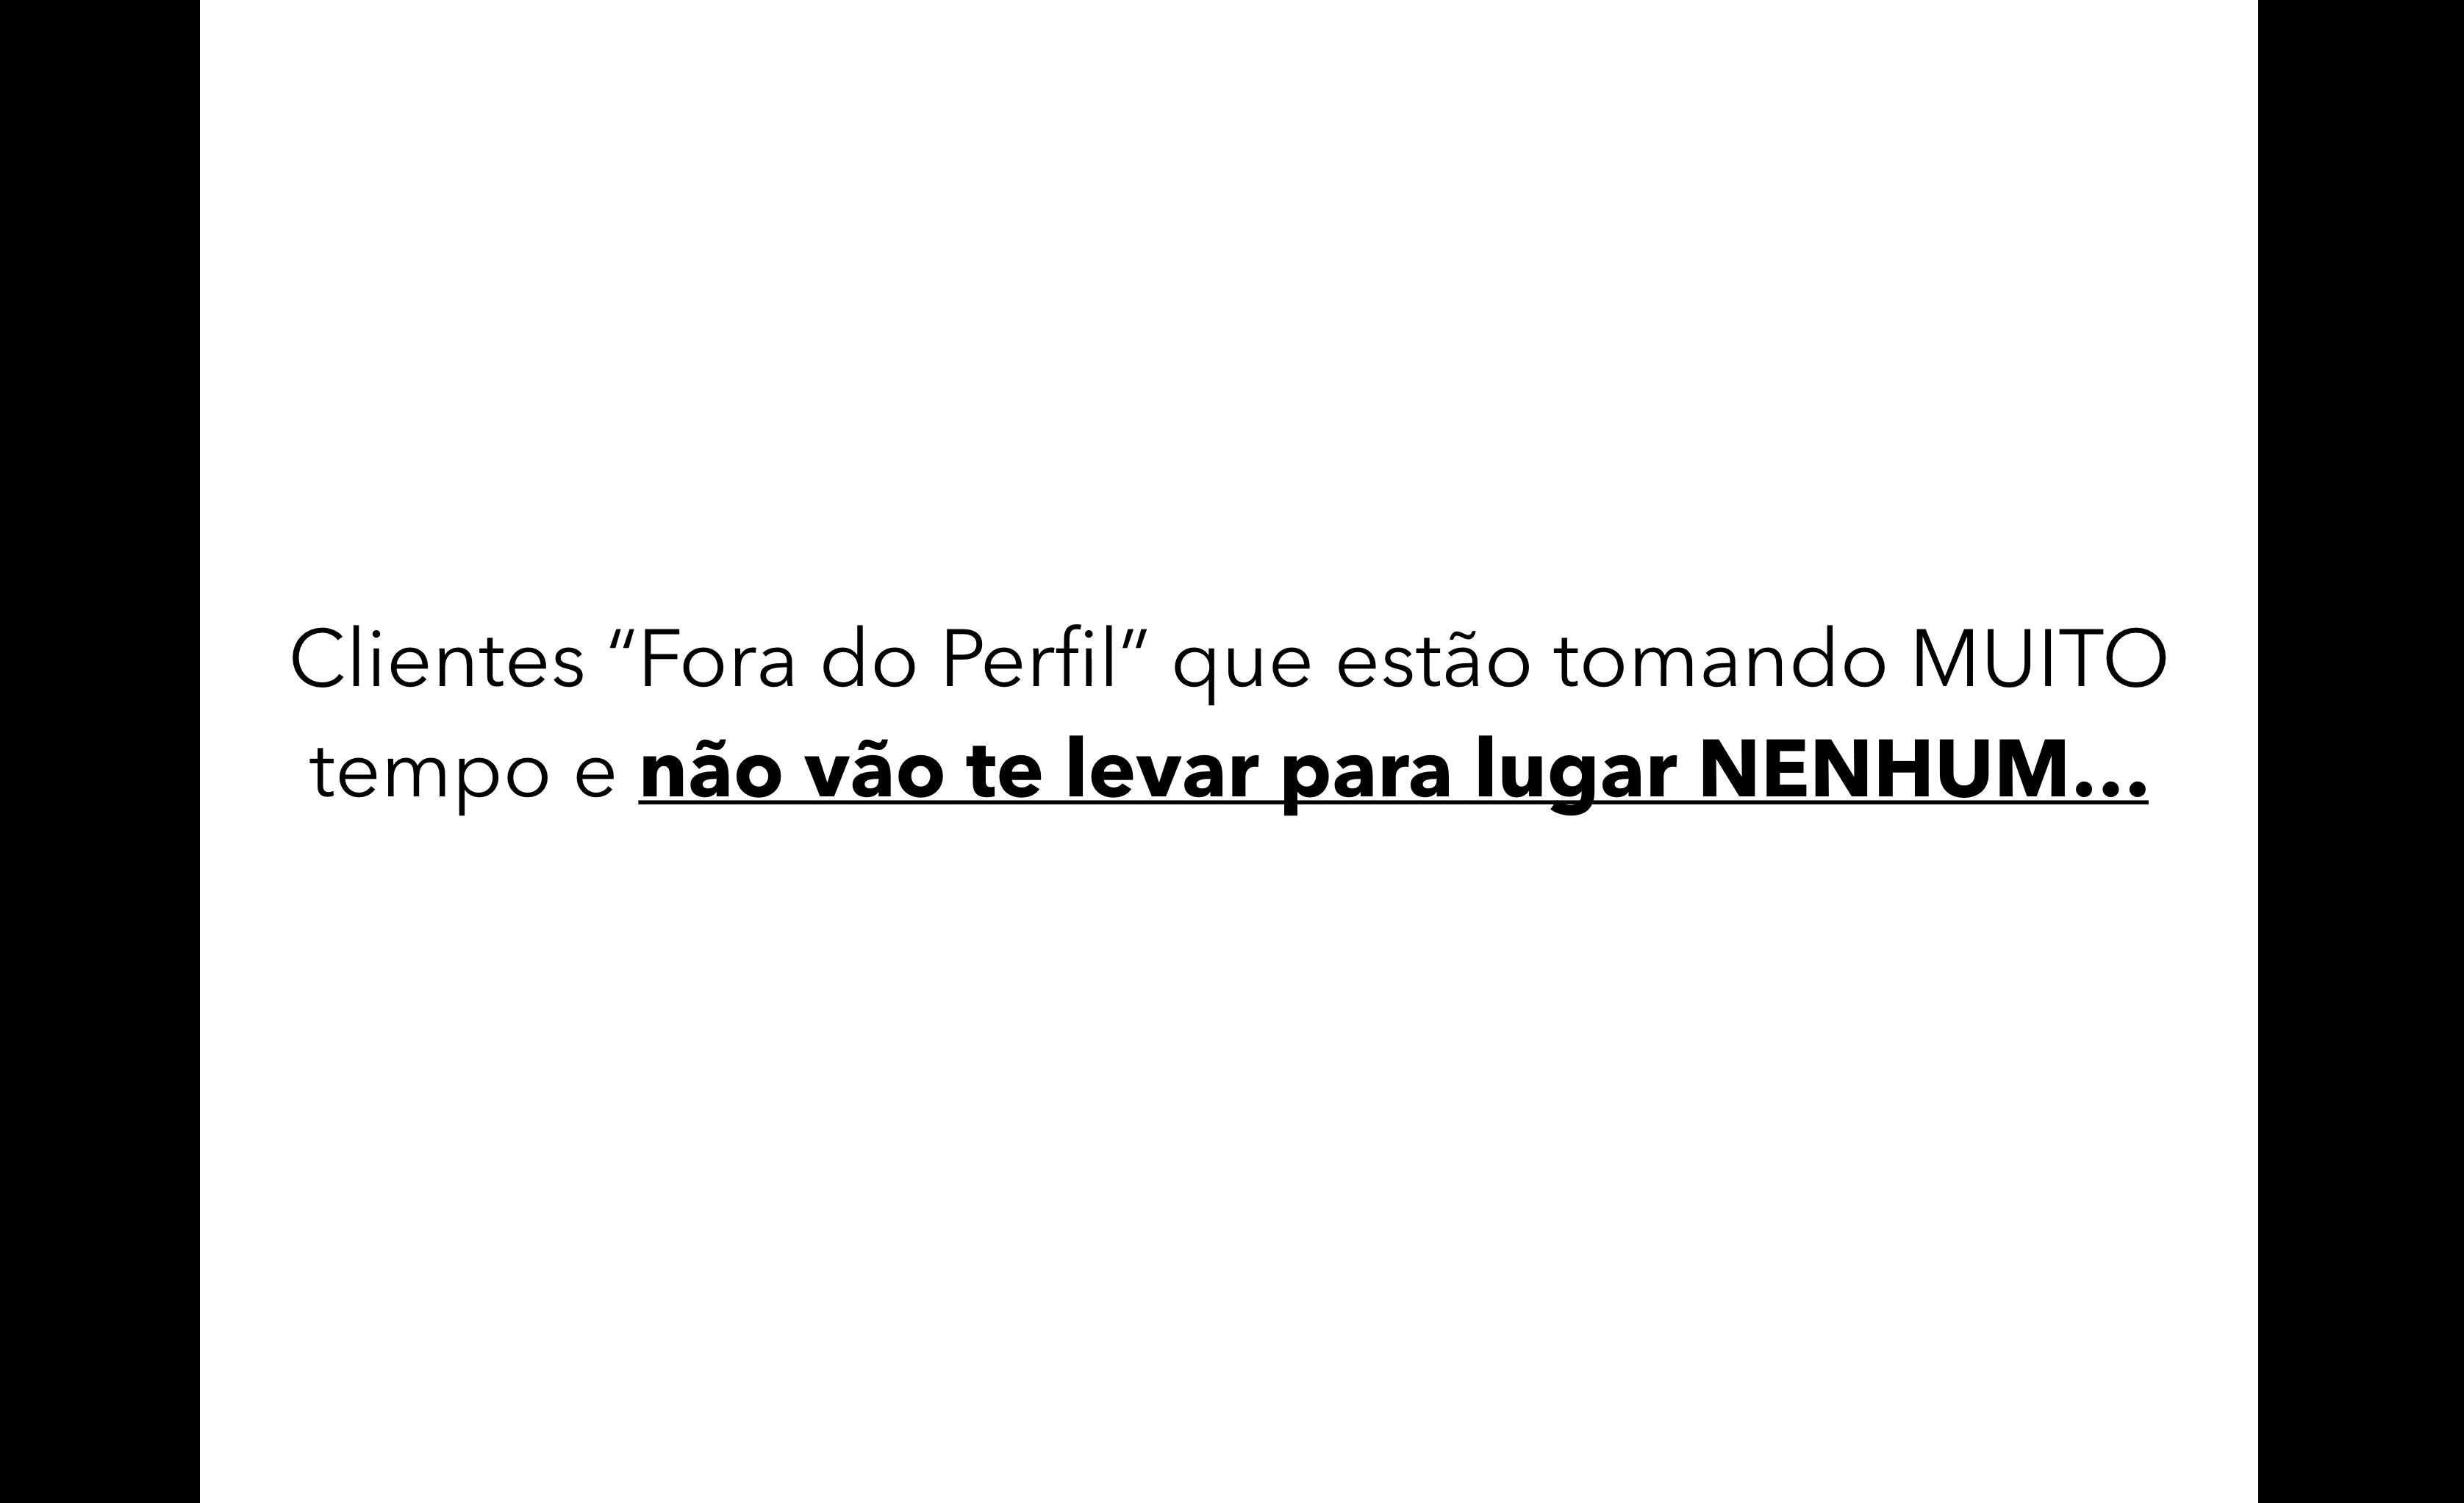 Clientes “Fora do Perfil” que estão tomando MUITO
tempo e não vão te levar para lugar NENHUM...